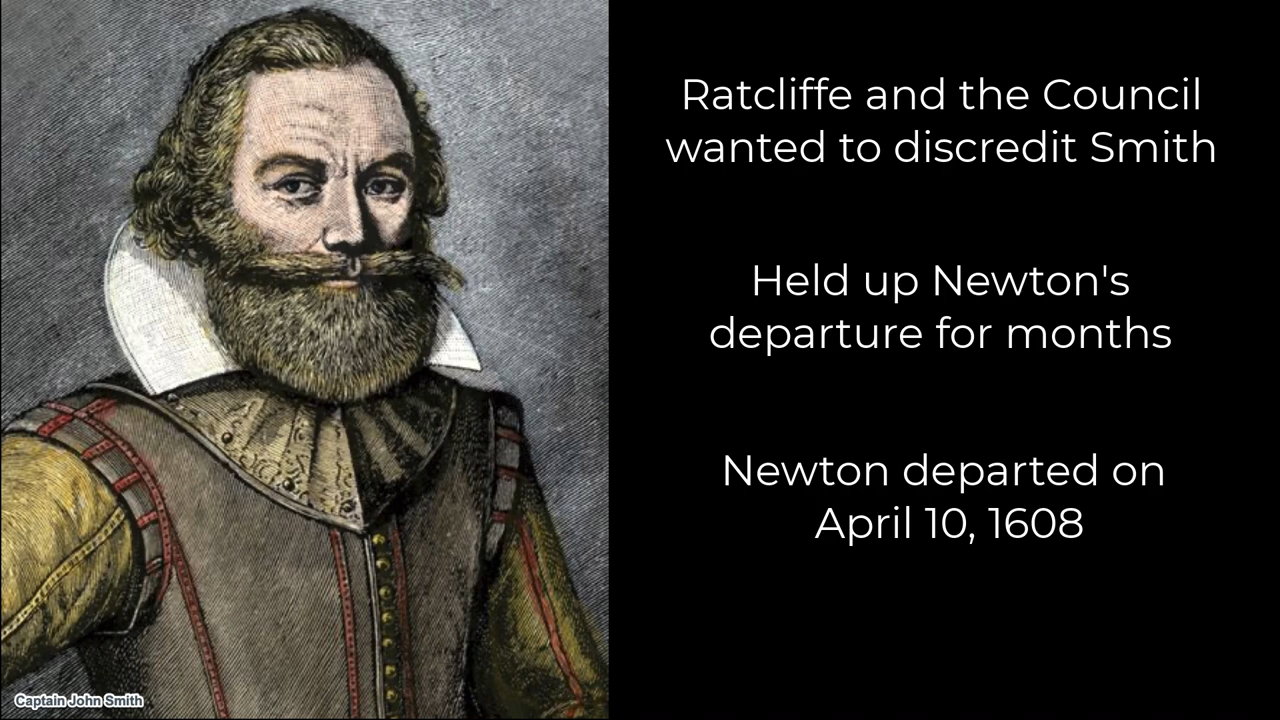 Ratcliffe and the Council
wanted to discredit Smith
Held up Newton's
departure for months
Newton departed on
April 10, 1608
Captain John Smith